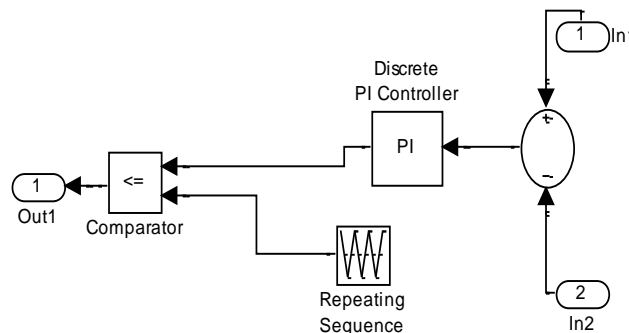 1
In1
Discrete
PI Controller
+
PI
−
<=
1
Out1
Comparator
Repeating
Sequence
2
In2